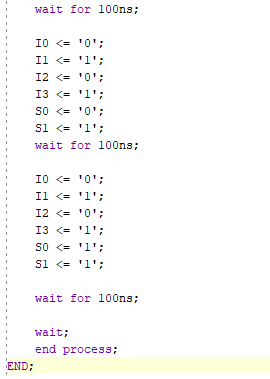 wait for 100ns;
I0 <= '0';
I1 <= '1';
I2 <= '0';
I3 <= '1';
S0 <= '0';
S1 <= '1';
wait for 100ns;
I0 <= '0';
I1 <= '1';
I2 <= '0';
I3 <= '1';
S0 <= '1';
S1 <= '1';
wait for 100ns;
wait;
end process;
END;